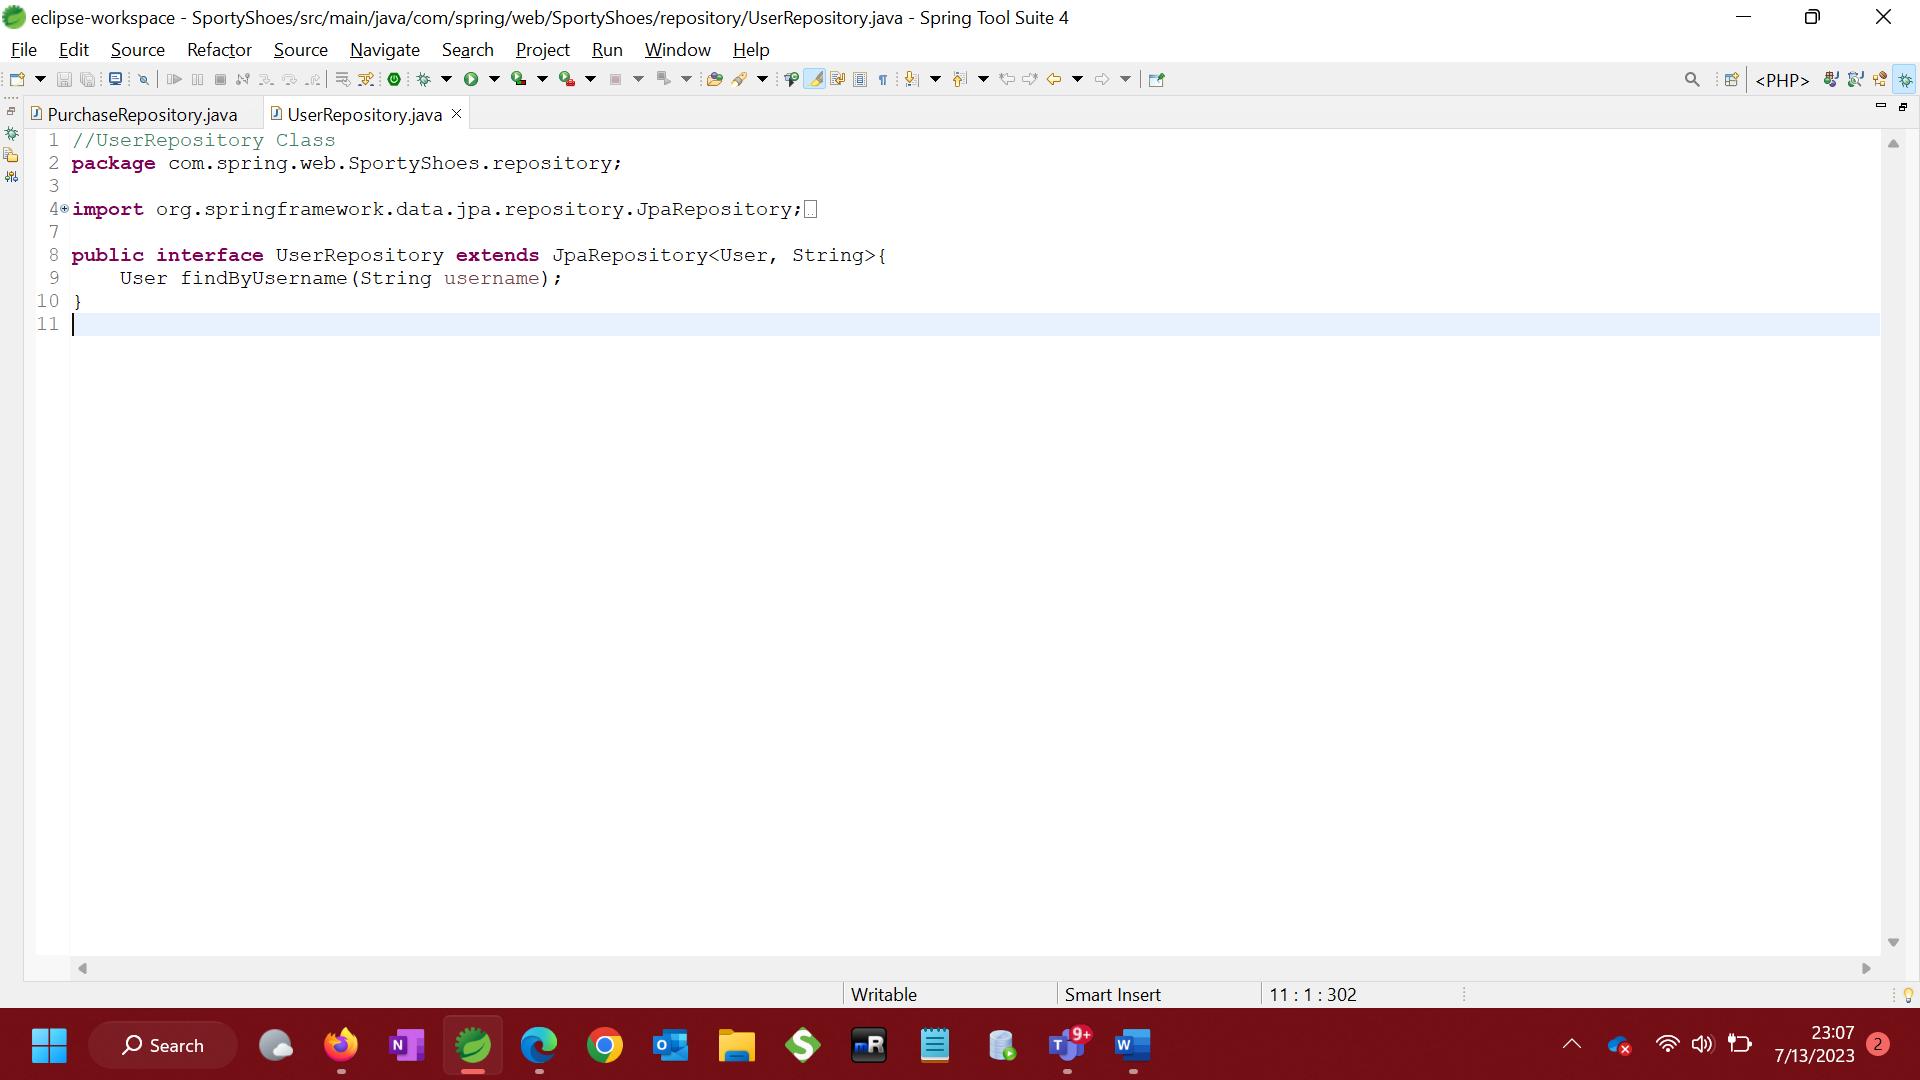 eclipse-workspace - SportyShoes/src/main/java/com/spring/web/SportyShoes/repository/UserRepository.java - Spring Tool Suite 4
File Edit Source Refactor Source Navigate Search Project Run Window Help
<PHP>
PurchaseRepository.java UserRepository.java
1 //UserRepository Class
2 package com.spring.web.SportyShoes.repository;
3
4 import org.springframework.data.jpa.repository.JpaRepository;
7
8 public interface UserRepository extends JpaRepository<User, String>{
9     User findByUsername(String username);
10 }
11
Writable Smart Insert 11 : 1 : 302
Search N O S mR T 9+ W 23:07
7/13/2023 2